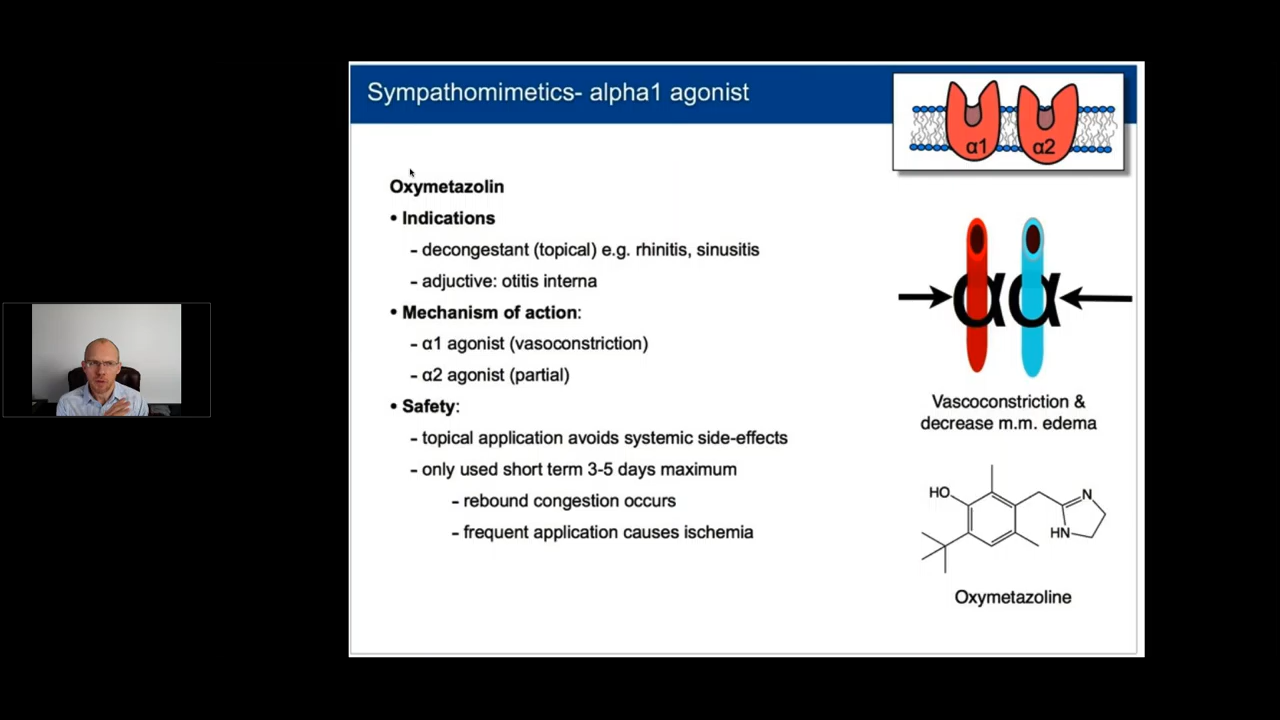 Sympathomimetics- alpha1 agonist
α1 α2
Oxymetazolin
• Indications
- decongestant (topical) e.g. rhinitis, sinusitis
- adjuctive: otitis interna
• Mechanism of action:
- α1 agonist (vasoconstriction)
- α2 agonist (partial)
• Safety:
- topical application avoids systemic side-effects
- only used short term 3-5 days maximum
- rebound congestion occurs
- frequent application causes ischemia
αα
Vascoconstriction &
decrease m.m. edema
HO N
HN
Oxymetazoline